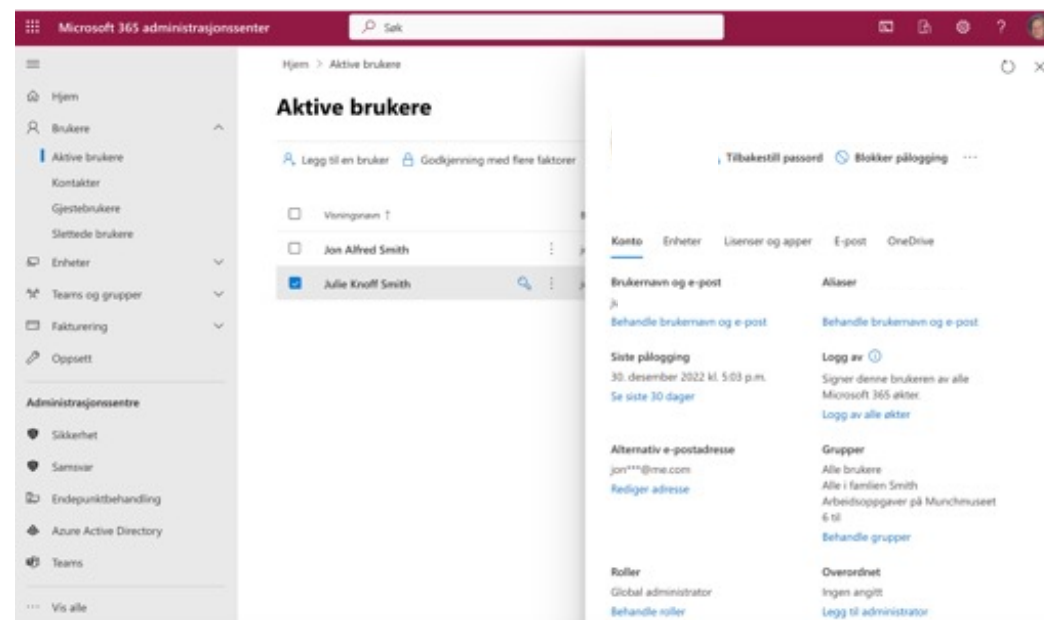 Microsoft 365 administrasjonssenter
Søk
?
Hjem
Brukere
Aktive brukere
Kontakter
Gjestebrukere
Slettede brukere
Enheter
Teams og grupper
Fakturering
Oppsett
Administrasjonssentre
Sikkerhet
Samsvar
Endepunktbehandling
Azure Active Directory
Teams
Vis alle
Hjem > Aktive brukere
Aktive brukere
Legg til en bruker Godkjenning med flere faktorer
Visningsnavn ↑
Jon Alfred Smith
Julie Knoff Smith
Tilbakestill passord Blokker pålogging
Konto Enheter Lisenser og apper E-post OneDrive
Brukernavn og e-post
Behandle brukernavn og e-post
Aliaser
Behandle brukernavn og e-post
Siste pålogging
30. desember 2022 kl. 5:03 p.m.
Se siste 30 dager
Logg av
Signer denne brukeren av alle
Microsoft 365 økter.
Logg av alle økter
Alternativ e-postadresse
jon***@me.com
Rediger adresse
Grupper
Alle brukere
Alle i familien Smith
Arbeidsoppgaver på Munchmuseet
6 til
Behandle grupper
Roller
Global administrator
Behandle roller
Overordnet
Ingen angitt
Legg til administrator